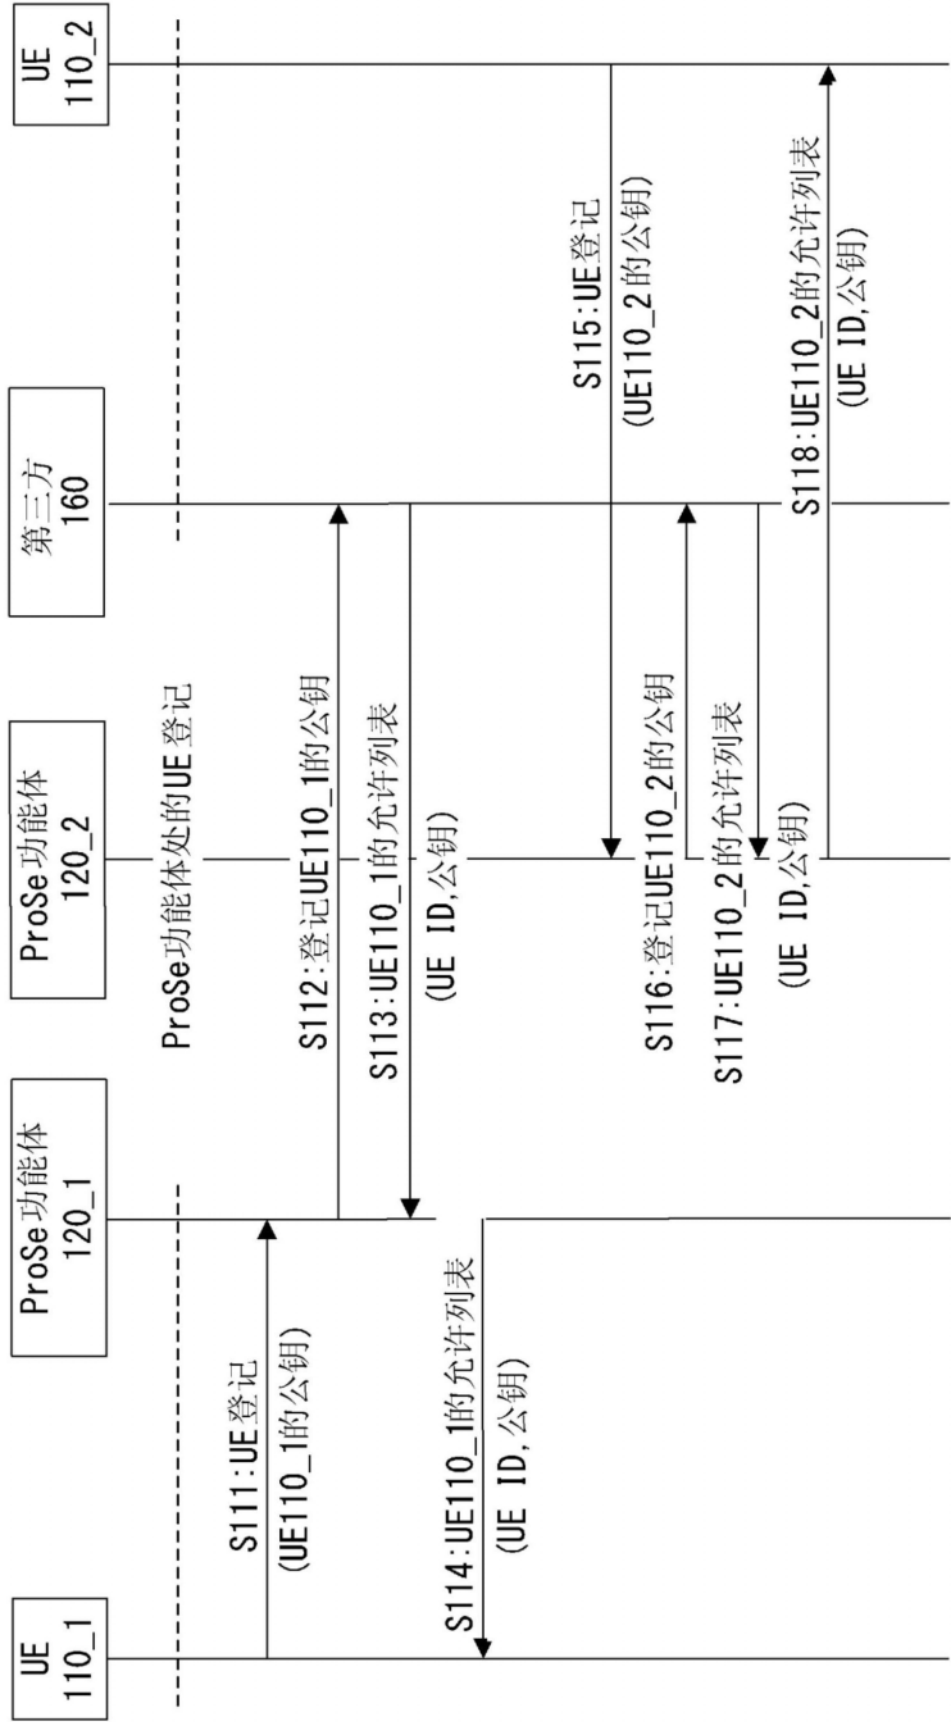 UE
110_1
ProSe功能体
120_1
ProSe功能体
120_2
第三方
160
UE
110_2
ProSe功能体处的UE登记
S111:UE登记
(UE110_1的公钥)
S112:登记UE110_1的公钥
S113:UE110_1的允许列表
(UE ID,公钥)
S114:UE110_1的允许列表
(UE ID,公钥)
S115:UE登记
(UE110_2的公钥)
S116:登记UE110_2的公钥
S117:UE110_2的允许列表
(UE ID,公钥)
S118:UE110_2的允许列表
(UE ID,公钥)